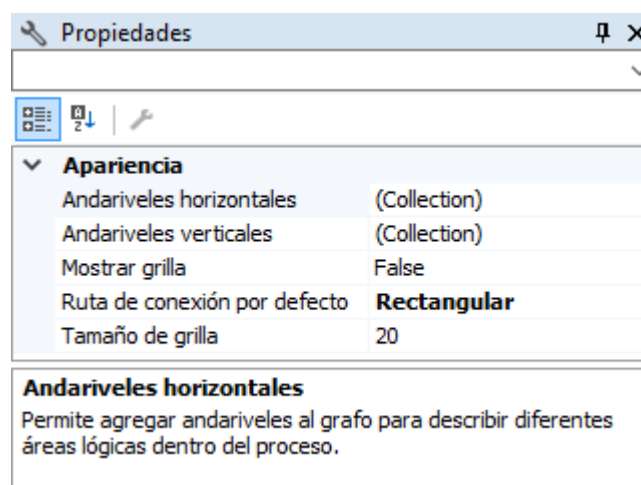 Propiedades
Apariencia
Andariveles horizontales (Collection)
Andariveles verticales (Collection)
Mostrar grilla False
Ruta de conexión por defecto Rectangular
Tamaño de grilla 20
Andariveles horizontales
Permite agregar andariveles al grafo para describir diferentes
áreas lógicas dentro del proceso.